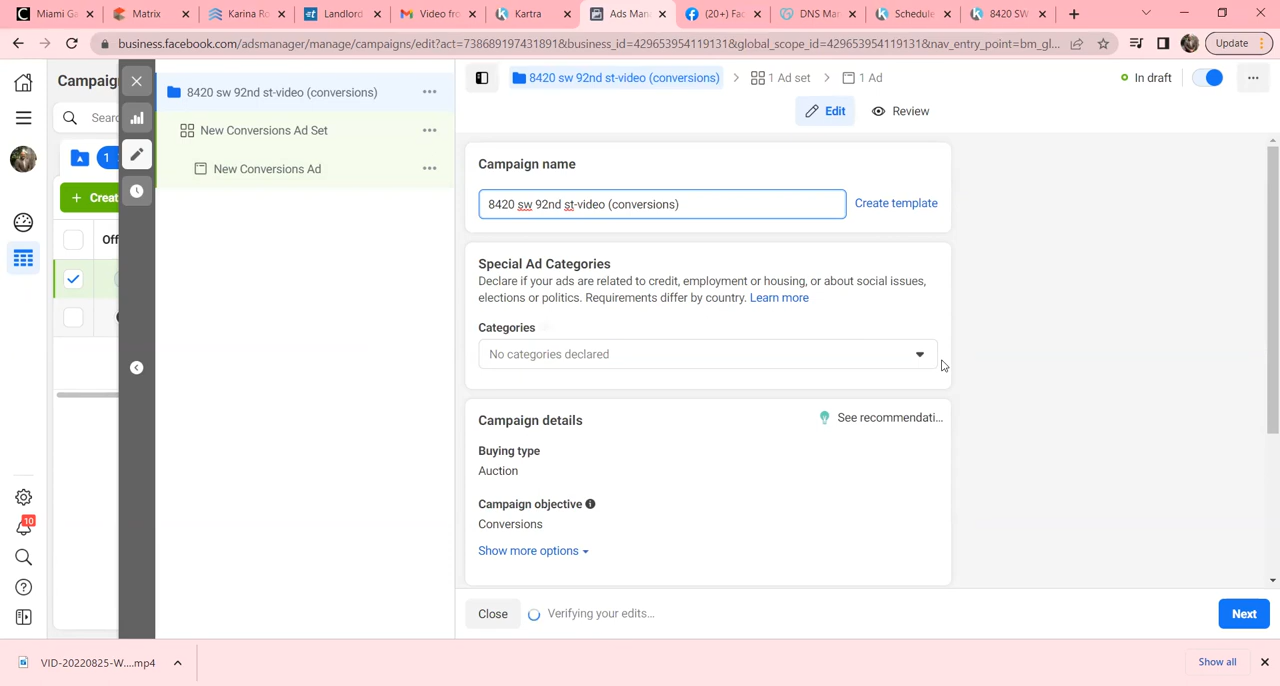 Miami Ga
Matrix
Karina Ro
Landlord
Video fro
Kartra
Ads Man
(20+) Fac
DNS Man
Schedule
8420 SW
business.facebook.com/adsmanager/manage/campaigns/edit?act=738689197431891&business_id=429653954119131&global_scope_id=429653954119131&nav_entry_point=bm_gl...
Update
Campaig
8420 sw 92nd st-video (conversions)
8420 sw 92nd st-video (conversions)
1 Ad set
1 Ad
In draft
Sear
Edit
Review
New Conversions Ad Set
New Conversions Ad
1
Campaign name
+ Creat
8420 sw 92nd st-video (conversions)
Create template
Off
Special Ad Categories
Declare if your ads are related to credit, employment or housing, or about social issues,
elections or politics. Requirements differ by country. Learn more
Categories
No categories declared
Campaign details
See recommendati...
Buying type
Auction
Campaign objective
Conversions
Show more options
10
Close
Verifying your edits...
Next
VID-20220825-W....mp4
Show all